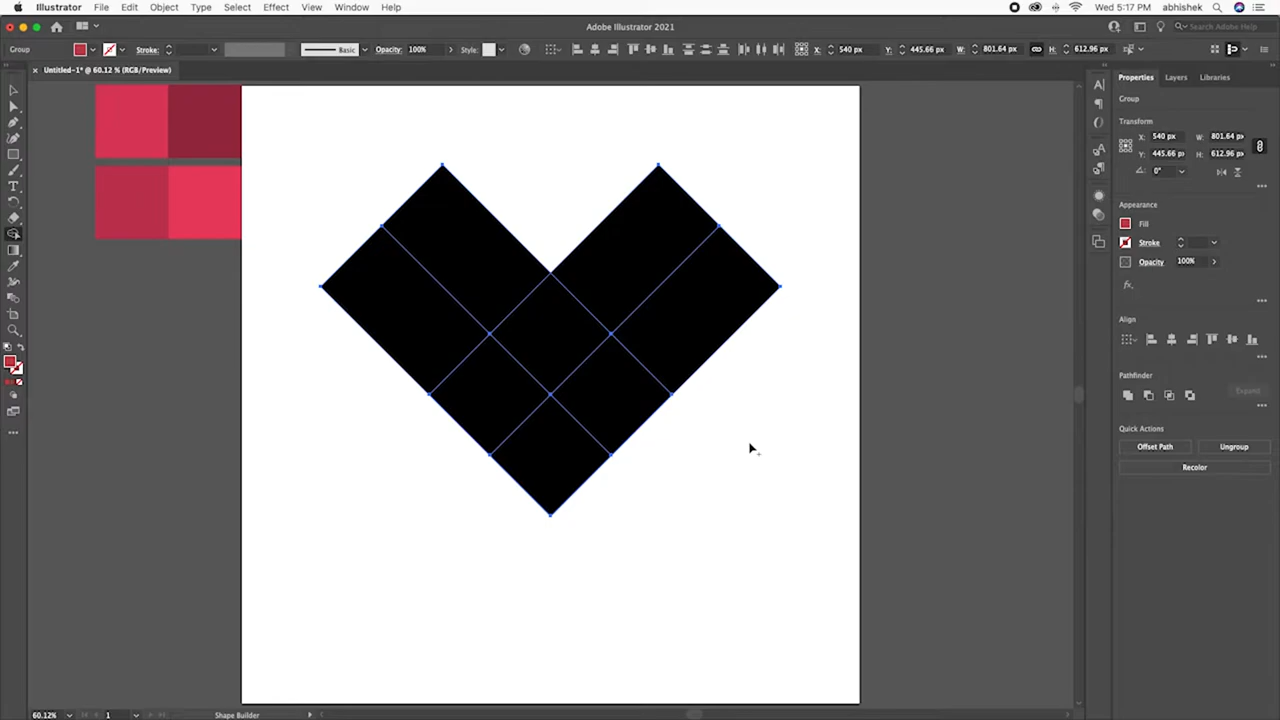 Illustrator File Edit Object Type Select Effect View Window Help Wed 5:17 PM abhishek
Adobe Illustrator 2021 Search Adobe Help
Group Stroke: Basic Opacity: 100% Style: X: 540 px Y: 445.66 px W: 801.64 px H: 612.96 px
× Untitled-1* @ 60.12 % (RGB/Preview)
Properties Layers Libraries
Group
Transform
X: 540 px W: 801.64 px
Y: 445.66 px H: 612.96 px
0°
Appearance
Fill
Stroke
Opacity 100%
fx.
Align
Pathfinder
Expand
Quick Actions
Offset Path Ungroup
Recolor
60.12% 1 Shape Builder